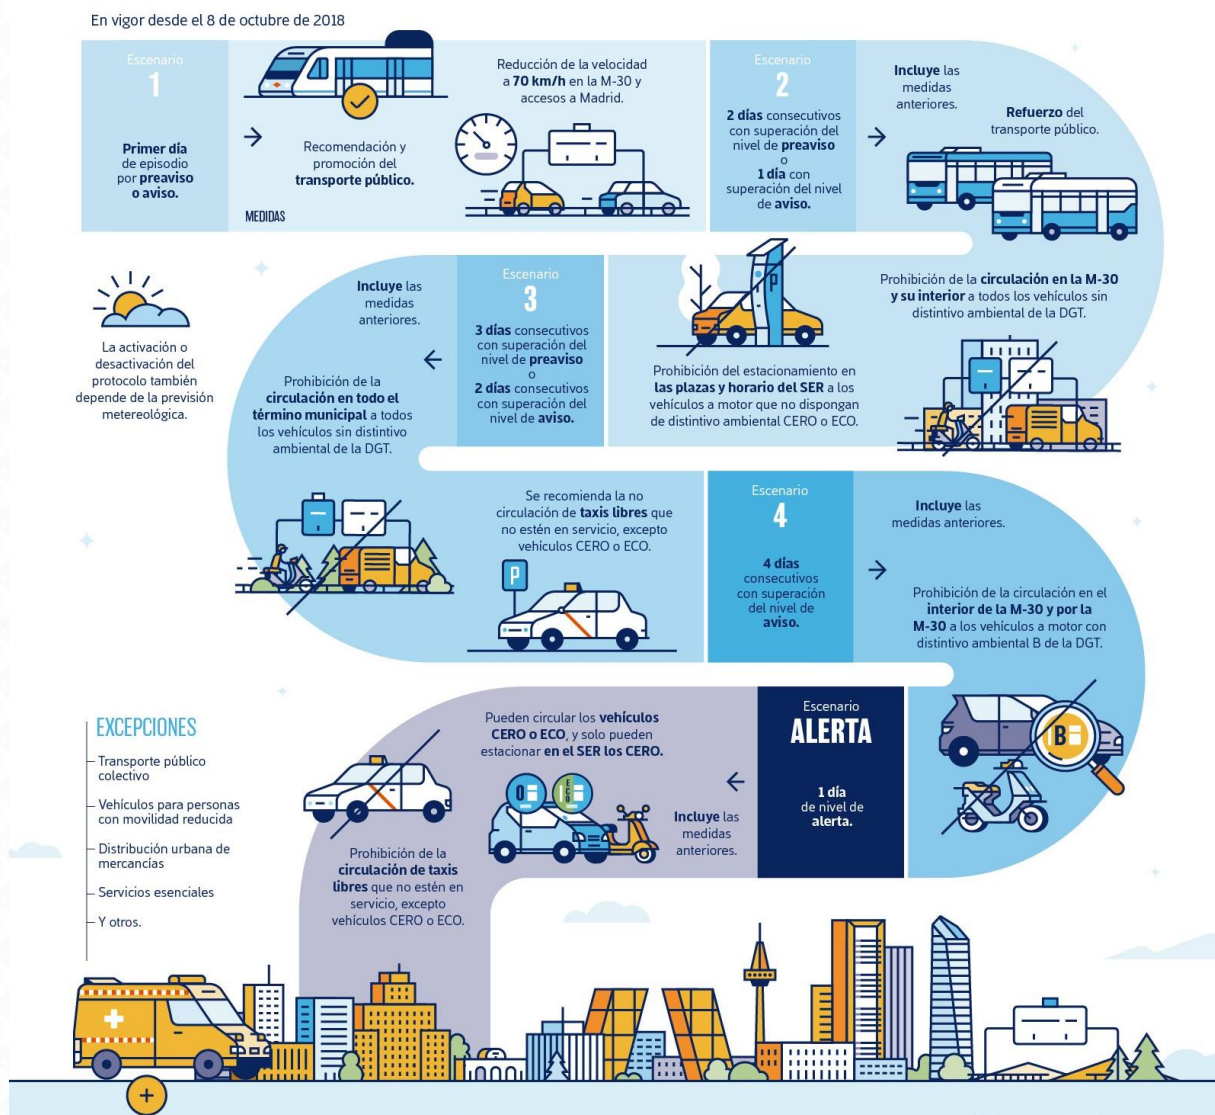 En vigor desde el 8 de octubre de 2018
Escenario
1
Primer día
de episodio
por preaviso
o aviso.
MEDIDAS
Recomendación y
promoción del
transporte público.
Reducción de la velocidad
a 70 km/h en la M-30 y
accesos a Madrid.
Escenario
2
2 días consecutivos
con superación del
nivel de preaviso
o
1 día con
superación del nivel
de aviso.
Incluye las
medidas
anteriores.
Refuerzo del
transporte público.
Prohibición de la circulación en la M-30
y su interior a todos los vehículos sin
distintivo ambiental de la DGT.
P
Prohibición del estacionamiento en
las plazas y horario del SER a los
vehículos a motor que no dispongan
de distintivo ambiental CERO o ECO.
Escenario
3
3 días consecutivos
con superación del
nivel de preaviso
o
2 días consecutivos
con superación del
nivel de aviso.
Incluye las
medidas
anteriores.
Prohibición de la
circulación en todo el
término municipal a todos
los vehículos sin distintivo
ambiental de la DGT.
La activación o
desactivación del
protocolo también
depende de la previsión
metereológica.
Se recomienda la no
circulación de taxis libres que
no estén en servicio, excepto
vehículos CERO o ECO.
P
Escenario
4
4 días
consecutivos
con superación
del nivel de
aviso.
Incluye las
medidas anteriores.
Prohibición de la circulación en el
interior de la M-30 y por la
M-30 a los vehículos a motor con
distintivo ambiental B de la DGT.
B
Escenario
ALERTA
1 día
de nivel de
alerta.
Pueden circular los vehículos
CERO o ECO, y solo pueden
estacionar en el SER los CERO.
0
ECO
Incluye las
medidas
anteriores.
Prohibición de la
circulación de taxis
libres que no estén en
servicio, excepto
vehículos CERO o ECO.
EXCEPCIONES
Transporte público
colectivo
Vehículos para personas
con movilidad reducida
Distribución urbana de
mercancías
Servicios esenciales
Y otros.